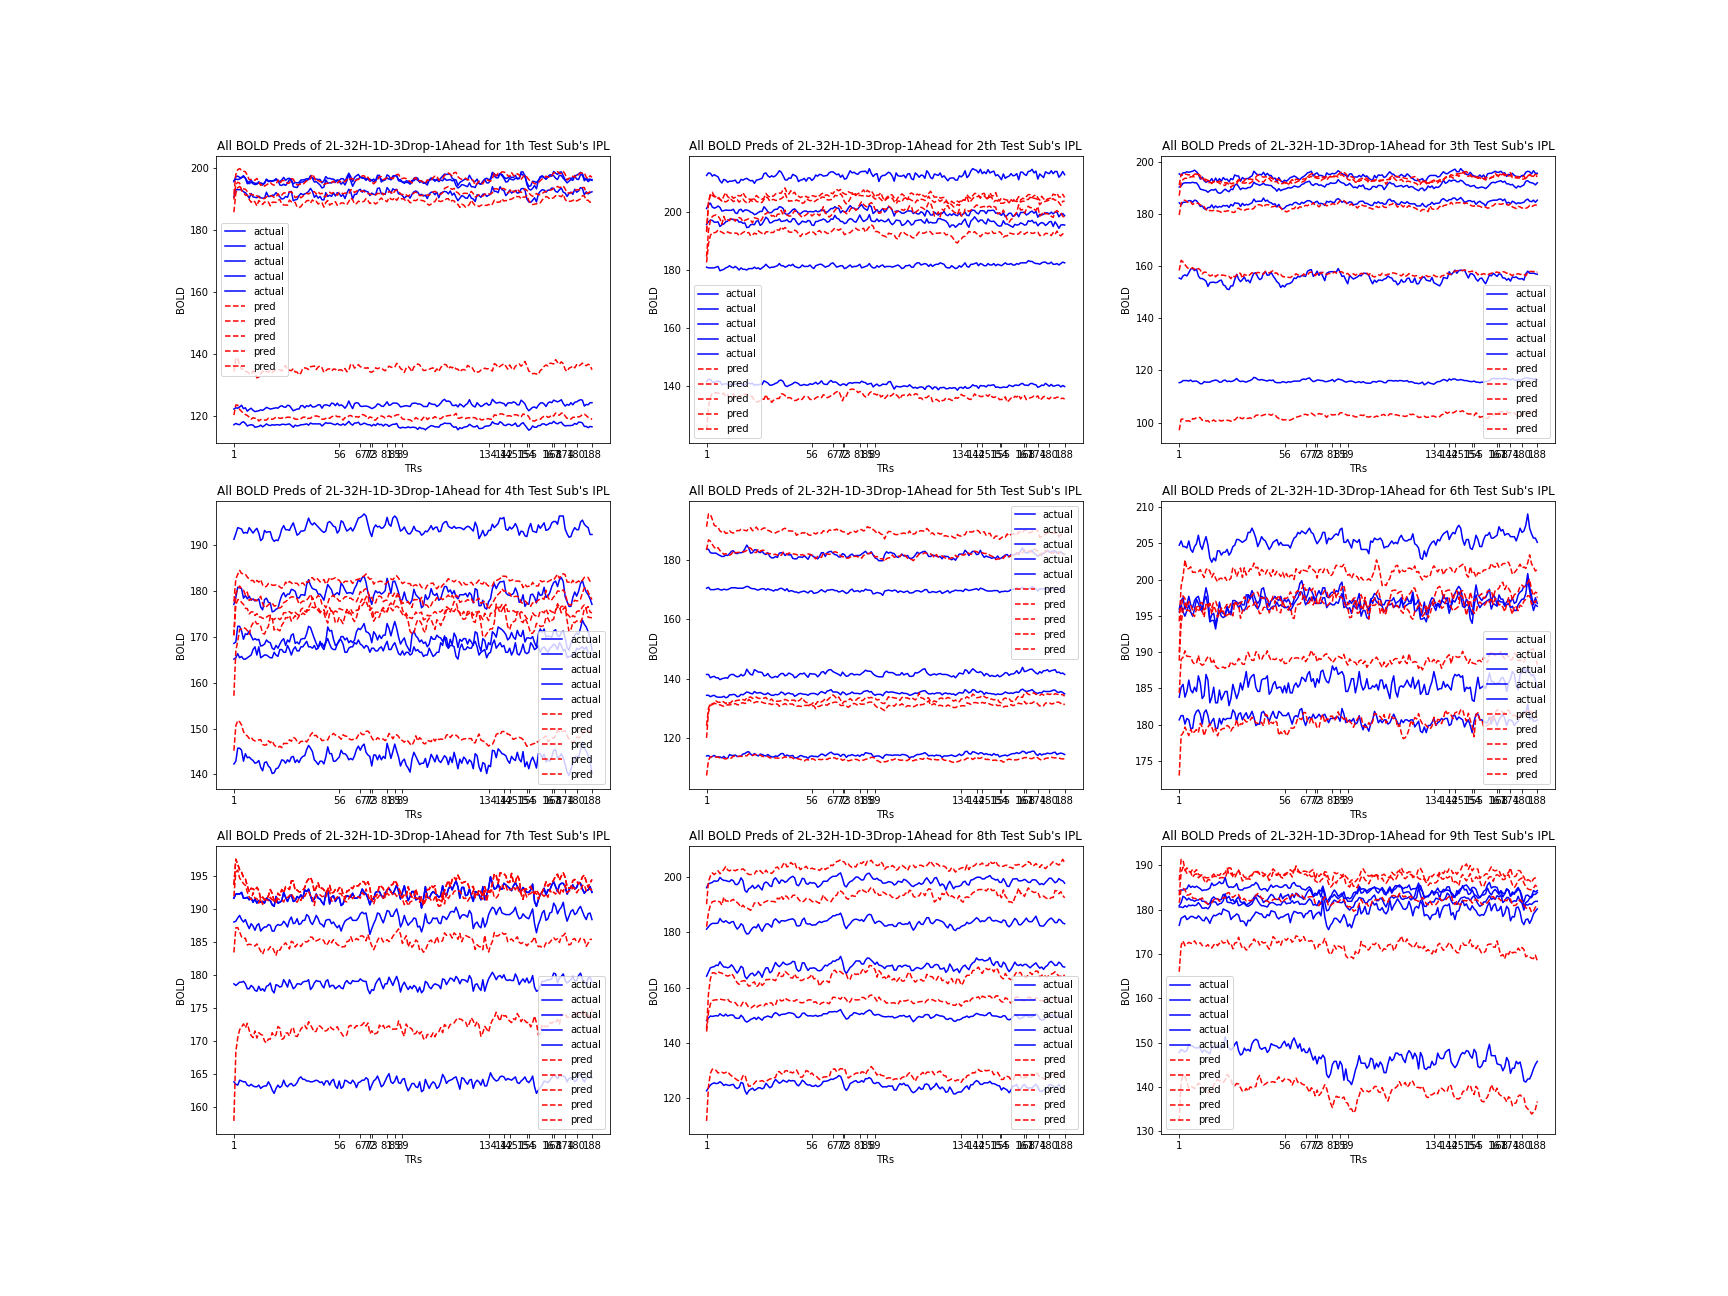 All BOLD Preds of 2L-32H-1D-3Drop-1Ahead for 1th Test Sub's IPL
200
180
160
140
120
BOLD
actual
actual
actual
actual
actual
pred
pred
pred
pred
pred
1 56 134 188
TRs
All BOLD Preds of 2L-32H-1D-3Drop-1Ahead for 2th Test Sub's IPL
200
180
160
140
BOLD
actual
actual
actual
actual
actual
pred
pred
pred
pred
pred
1 56 134 188
TRs
All BOLD Preds of 2L-32H-1D-3Drop-1Ahead for 3th Test Sub's IPL
200
180
160
140
120
100
BOLD
actual
actual
actual
actual
actual
pred
pred
pred
pred
pred
1 56 134 188
TRs
All BOLD Preds of 2L-32H-1D-3Drop-1Ahead for 4th Test Sub's IPL
190
180
170
160
150
140
BOLD
actual
actual
actual
actual
actual
pred
pred
pred
pred
pred
1 56 134 188
TRs
All BOLD Preds of 2L-32H-1D-3Drop-1Ahead for 5th Test Sub's IPL
180
160
140
120
BOLD
actual
actual
actual
actual
actual
pred
pred
pred
pred
pred
1 56 134 188
TRs
All BOLD Preds of 2L-32H-1D-3Drop-1Ahead for 6th Test Sub's IPL
210
205
200
195
190
185
180
175
BOLD
actual
actual
actual
actual
actual
pred
pred
pred
pred
pred
1 56 134 188
TRs
All BOLD Preds of 2L-32H-1D-3Drop-1Ahead for 7th Test Sub's IPL
195
190
185
180
175
170
165
160
BOLD
actual
actual
actual
actual
actual
pred
pred
pred
pred
pred
1 56 134 188
TRs
All BOLD Preds of 2L-32H-1D-3Drop-1Ahead for 8th Test Sub's IPL
200
180
160
140
120
BOLD
actual
actual
actual
actual
actual
pred
pred
pred
pred
pred
1 56 134 188
TRs
All BOLD Preds of 2L-32H-1D-3Drop-1Ahead for 9th Test Sub's IPL
190
180
170
160
150
140
130
BOLD
actual
actual
actual
actual
actual
pred
pred
pred
pred
pred
1 56 134 188
TRs